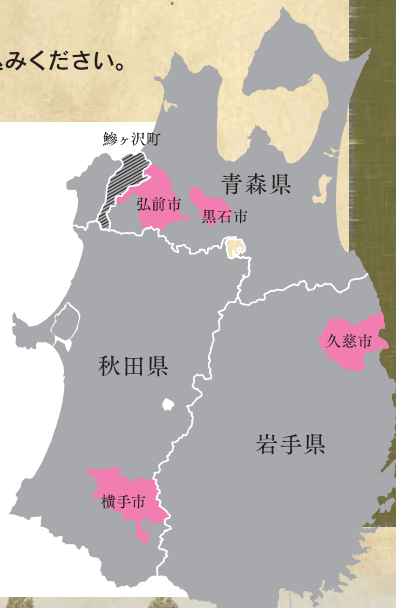 みください。
鰺ヶ沢町
青森県
弘前市
黒石市
久慈市
秋田県
岩手県
横手市